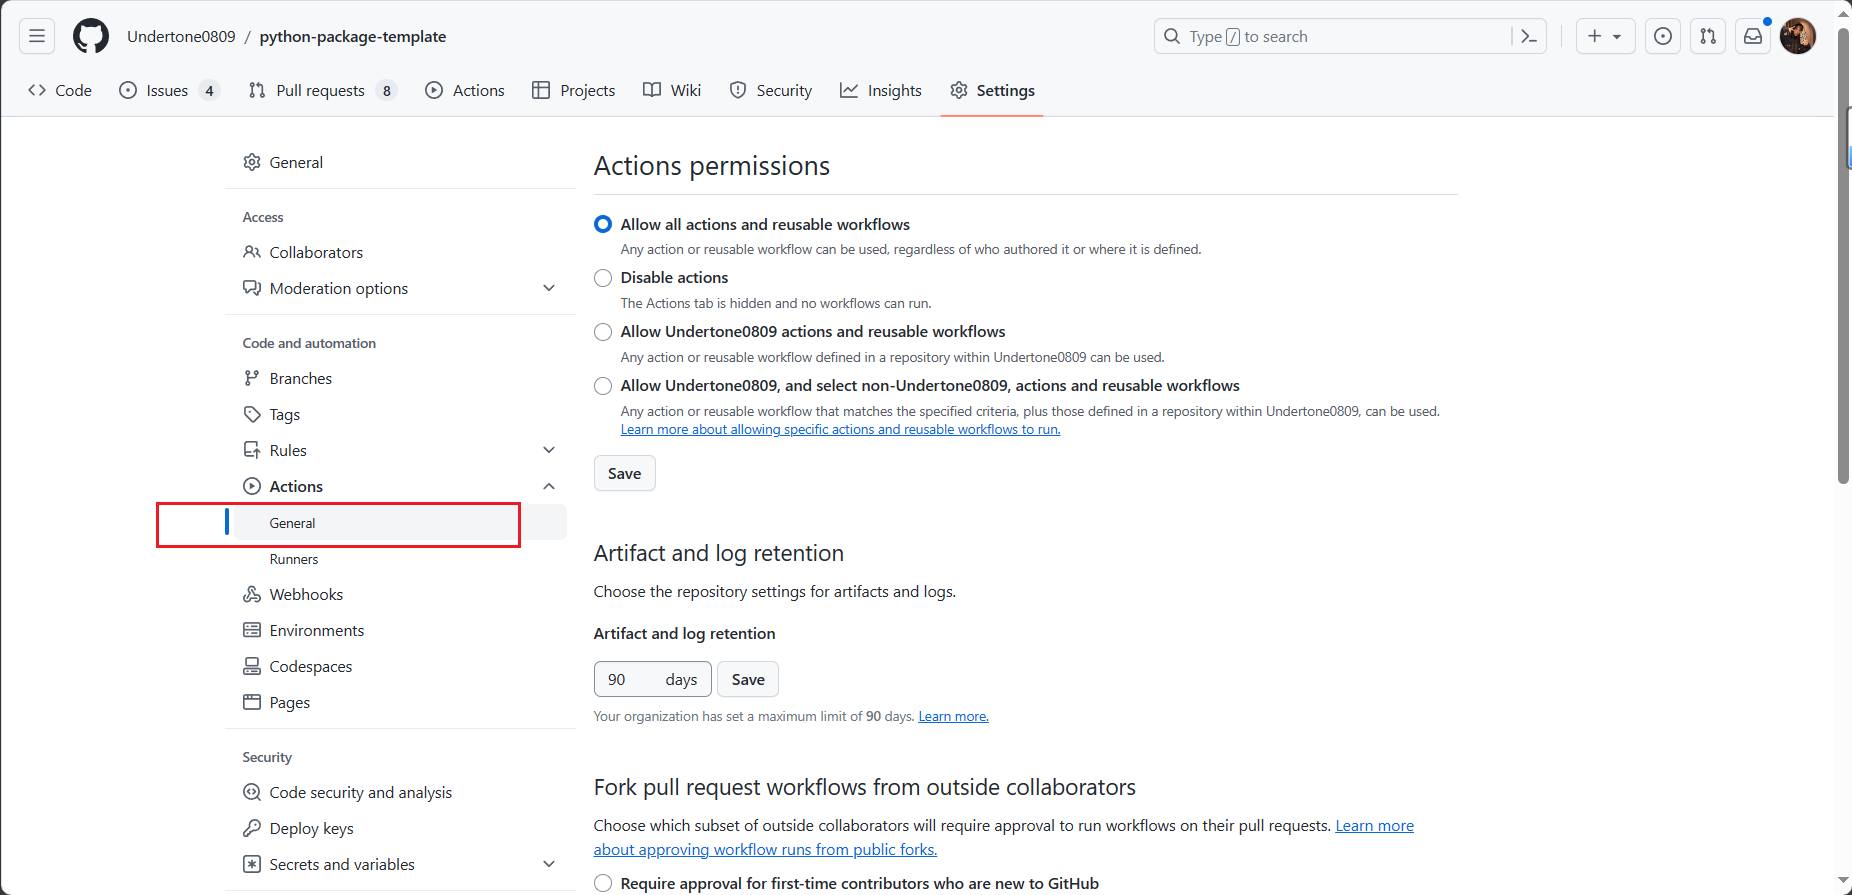 Undertone0809 / python-package-template
Type / to search
Code
Issues 4
Pull requests 8
Actions
Projects
Wiki
Security
Insights
Settings
General
Access
Collaborators
Moderation options
Code and automation
Branches
Tags
Rules
Actions
General
Runners
Webhooks
Environments
Codespaces
Pages
Security
Code security and analysis
Deploy keys
Secrets and variables
Actions permissions
Allow all actions and reusable workflows
Any action or reusable workflow can be used, regardless of who authored it or where it is defined.
Disable actions
The Actions tab is hidden and no workflows can run.
Allow Undertone0809 actions and reusable workflows
Any action or reusable workflow defined in a repository within Undertone0809 can be used.
Allow Undertone0809, and select non-Undertone0809, actions and reusable workflows
Any action or reusable workflow that matches the specified criteria, plus those defined in a repository within Undertone0809, can be used.
Learn more about allowing specific actions and reusable workflows to run.
Save
Artifact and log retention
Choose the repository settings for artifacts and logs.
Artifact and log retention
90 days Save
Your organization has set a maximum limit of 90 days. Learn more.
Fork pull request workflows from outside collaborators
Choose which subset of outside collaborators will require approval to run workflows on their pull requests. Learn more
about approving workflow runs from public forks.
Require approval for first-time contributors who are new to GitHub